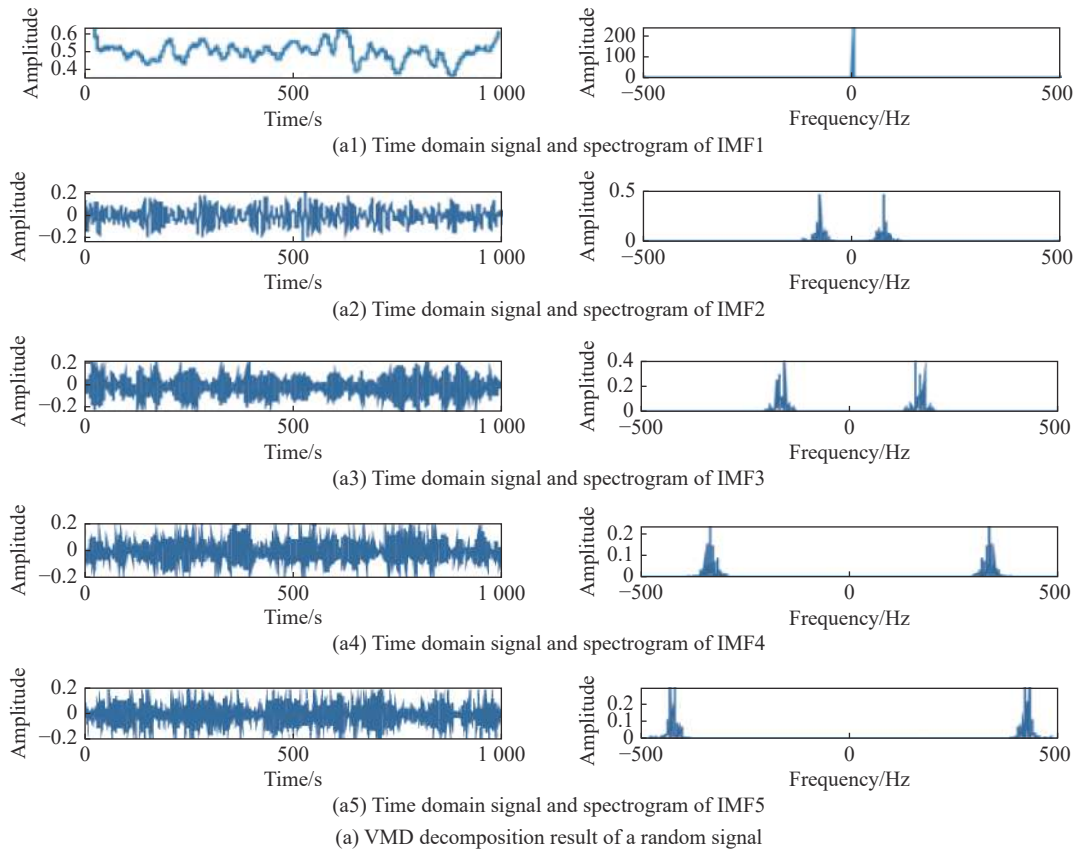 Amplitude
0.6
0.5
0.4
0
500
1 000
Time/s
Amplitude
200
100
0
−500
0
500
Frequency/Hz
(a1) Time domain signal and spectrogram of IMF1
Amplitude
0.2
0
−0.2
0
500
1 000
Time/s
Amplitude
0.5
0
−500
0
500
Frequency/Hz
(a2) Time domain signal and spectrogram of IMF2
Amplitude
0.2
0
−0.2
0
500
1 000
Time/s
Amplitude
0.4
0.2
0
−500
0
500
Frequency/Hz
(a3) Time domain signal and spectrogram of IMF3
Amplitude
0.2
0
−0.2
0
500
1 000
Time/s
Amplitude
0.2
0.1
0
−500
0
500
Frequency/Hz
(a4) Time domain signal and spectrogram of IMF4
Amplitude
0.2
0
−0.2
0
500
1 000
Time/s
Amplitude
0.2
0.1
0
−500
0
500
Frequency/Hz
(a5) Time domain signal and spectrogram of IMF5
(a) VMD decomposition result of a random signal